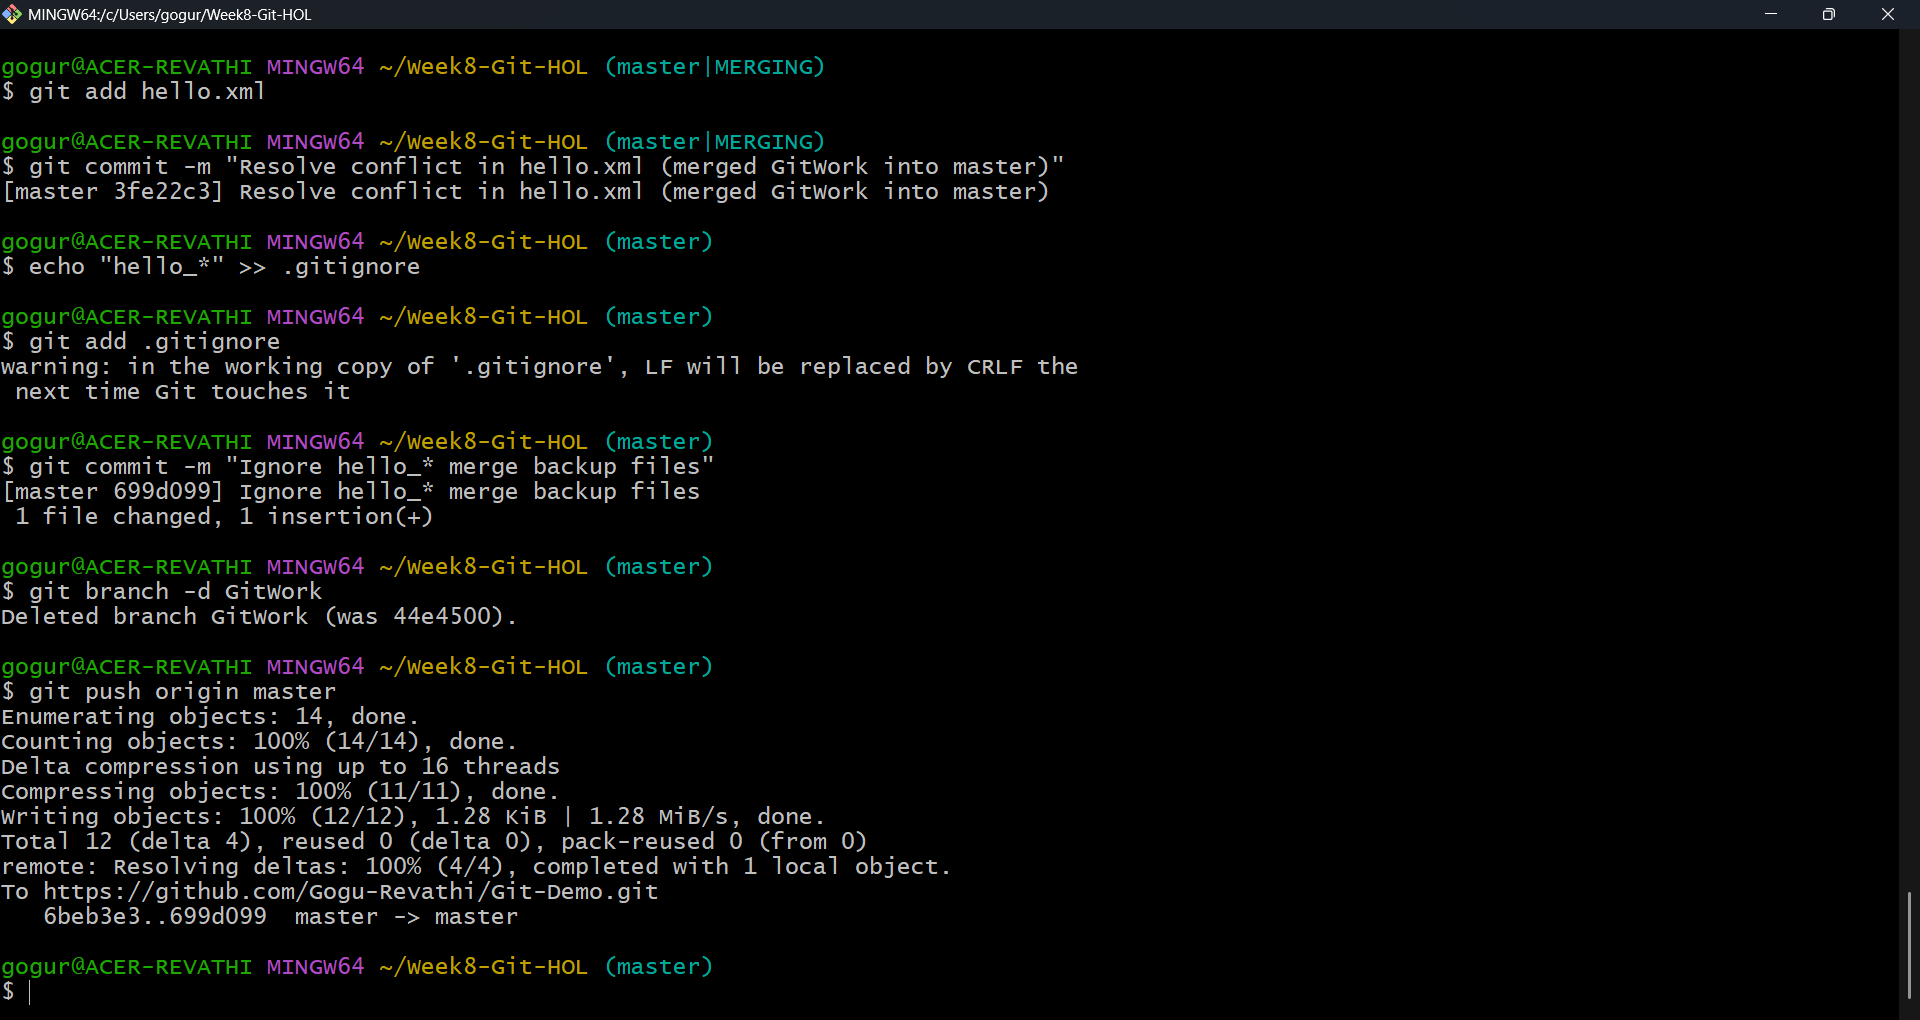 MINGW64:/c/Users/gogur/Week8-Git-HOL
gogur@ACER-REVATHI MINGW64 ~/Week8-Git-HOL (master|MERGING)
$ git add hello.xml
gogur@ACER-REVATHI MINGW64 ~/Week8-Git-HOL (master|MERGING)
$ git commit -m "Resolve conflict in hello.xml (merged GitWork into master)"
[master 3fe22c3] Resolve conflict in hello.xml (merged GitWork into master)
gogur@ACER-REVATHI MINGW64 ~/Week8-Git-HOL (master)
$ echo "hello_*" >> .gitignore
gogur@ACER-REVATHI MINGW64 ~/Week8-Git-HOL (master)
$ git add .gitignore
warning: in the working copy of '.gitignore', LF will be replaced by CRLF the
 next time Git touches it
gogur@ACER-REVATHI MINGW64 ~/Week8-Git-HOL (master)
$ git commit -m "Ignore hello_* merge backup files"
[master 699d099] Ignore hello_* merge backup files
 1 file changed, 1 insertion(+)
gogur@ACER-REVATHI MINGW64 ~/Week8-Git-HOL (master)
$ git branch -d GitWork
Deleted branch GitWork (was 44e4500).
gogur@ACER-REVATHI MINGW64 ~/Week8-Git-HOL (master)
$ git push origin master
Enumerating objects: 14, done.
Counting objects: 100% (14/14), done.
Delta compression using up to 16 threads
Compressing objects: 100% (11/11), done.
Writing objects: 100% (12/12), 1.28 KiB | 1.28 MiB/s, done.
Total 12 (delta 4), reused 0 (delta 0), pack-reused 0 (from 0)
remote: Resolving deltas: 100% (4/4), completed with 1 local object.
To https://github.com/Gogu-Revathi/Git-Demo.git
   6beb3e3..699d099  master -> master
gogur@ACER-REVATHI MINGW64 ~/Week8-Git-HOL (master)
$